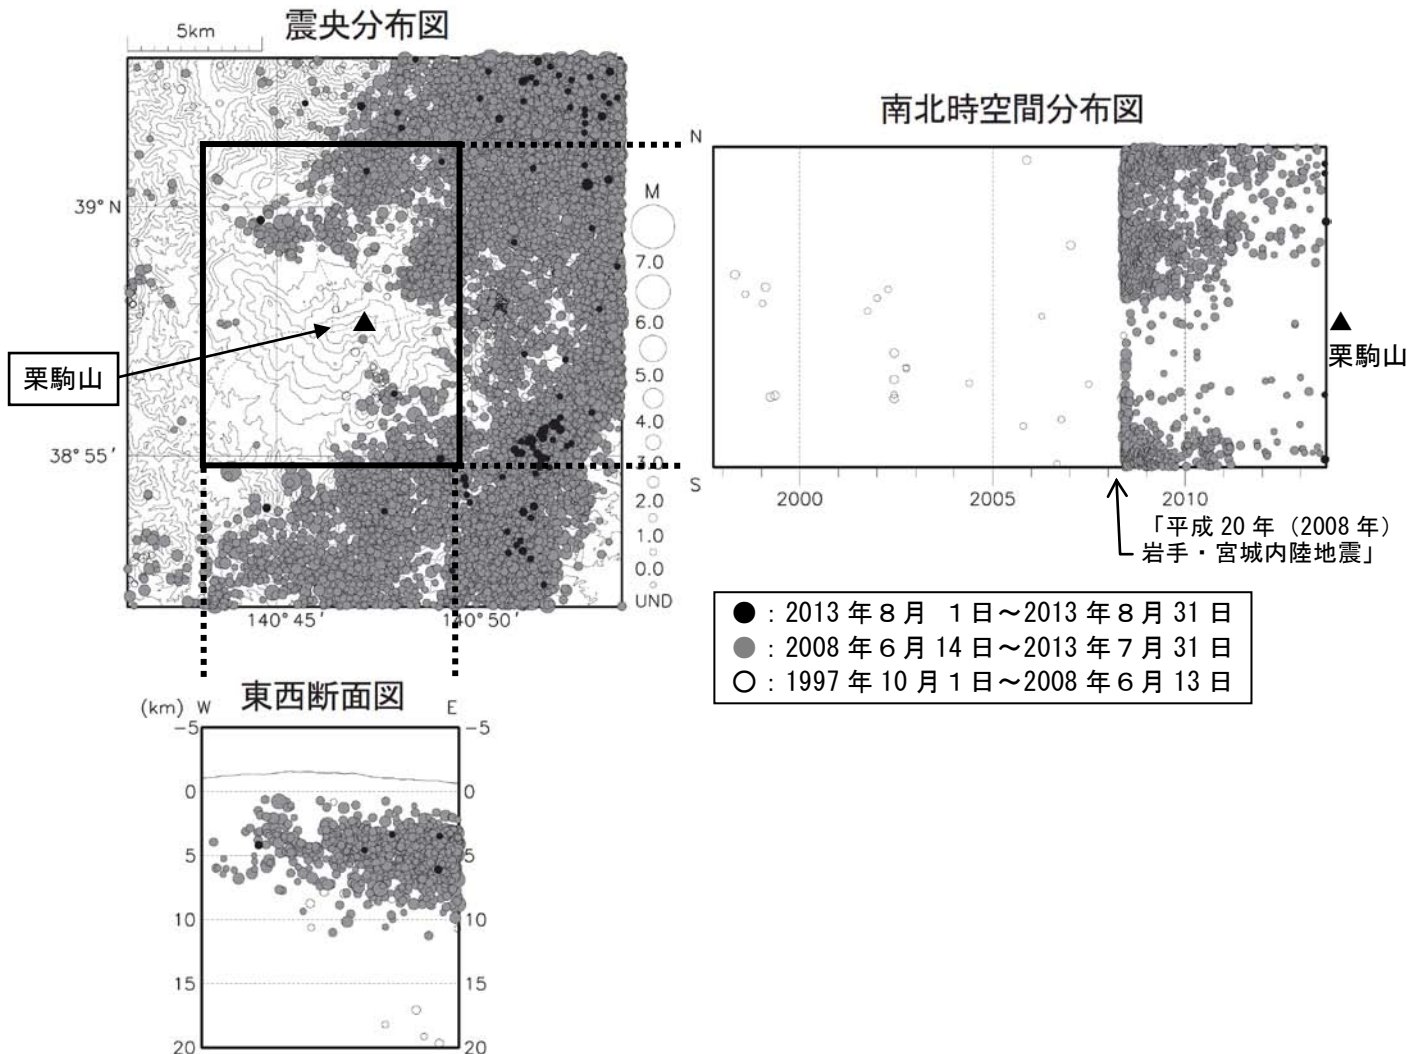 震央分布図
5km
39° N
38° 55′
140° 45′
140° 50′
栗駒山
M
7.0
6.0
5.0
4.0
3.0
2.0
1.0
0.0
UND
南北時空間分布図
N
S
2000
2005
2010
栗駒山
「平成 20 年（2008 年）
岩手・宮城内陸地震」
●：2013 年８月 1 日～2013 年８月 31 日
●：2008 年６月 14 日～2013 年７月 31 日
○：1997 年 10 月１日～2008 年６月 13 日
東西断面図
(km) W E
-5 -5
0 0
5 5
10 10
15 15
20 20